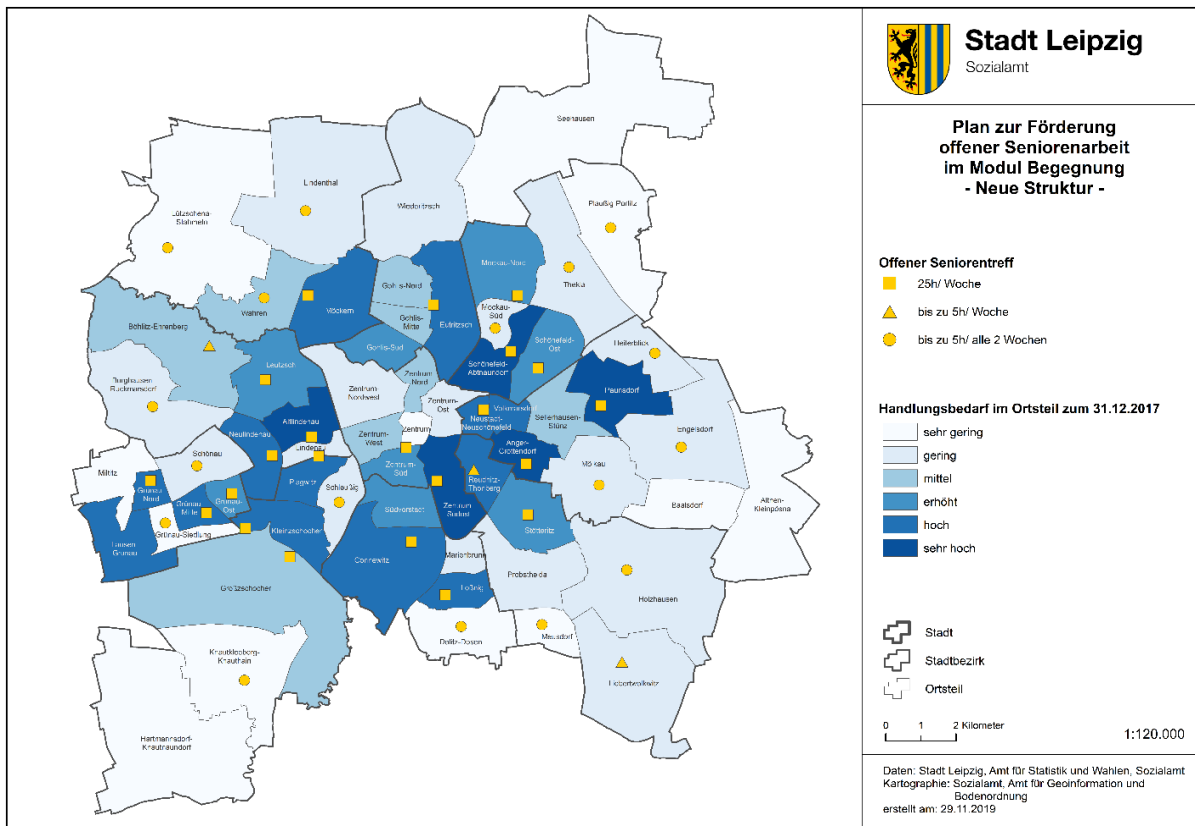 Stadt Leipzig
Sozialamt
Plan zur Förderung
offener Seniorenarbeit
im Modul Begegnung
- Neue Struktur -
Offener Seniorentreff
25h/ Woche
bis zu 5h/ Woche
bis zu 5h/ alle 2 Wochen
Handlungsbedarf im Ortsteil zum 31.12.2017
sehr gering
gering
mittel
erhöht
hoch
sehr hoch
Stadt
Stadtbezirk
Ortsteil
0 1 2 Kilometer
1:120.000
Daten: Stadt Leipzig, Amt für Statistik und Wahlen, Sozialamt
Kartographie: Sozialamt, Amt für Geoinformation und
Bodenordnung
erstellt am: 29.11.2019
Seehausen
Lindenthal
Wiederitzsch
Plaußig-Portitz
Lützschena-
Stahmeln
Mockau-Nord
Thekla
Gohlis-Nord
Wahren
Möckern
Gohlis-
Mitte
Eutritzsch
Mockau-
Süd
Böhlitz-Ehrenberg
Gohlis-Süd
Schönefeld-
Ost
Heiterblick
Schönefeld-
Abtnaundorf
Leutzsch
Zentrum-
Nord
Burghausen-
Rückmarsdorf
Zentrum-
Nordwest
Paunsdorf
Zentrum-
Ost
Volkmarsdorf
Neustadt-
Neuschönefeld
Sellerhausen-
Stünz
Altlindenau
Neulindenau
Zentrum
Engelsdorf
Zentrum-
West
Anger-
Crottendorf
Lindenau
Schönau
Mölkau
Miltitz
Zentrum-
Süd
Grünau-
Nord
Plagwitz
Schleußig
Reudnitz-
Thonberg
Grünau-
Ost
Grünau-
Mitte
Zentrum-
Südost
Baalsdorf
Althen-
Kleinpösna
Südvorstadt
Stötteritz
Grünau-Siedlung
Kleinzschocher
Lausen-
Grünau
Connewitz
Marienbrunn
Probstheida
Großzschocher
Lößnig
Holzhausen
Dölitz-Dösen
Meusdorf
Knautkleeberg-
Knauthain
Liebertwolkwitz
Hartmannsdorf-
Knautnaundorf